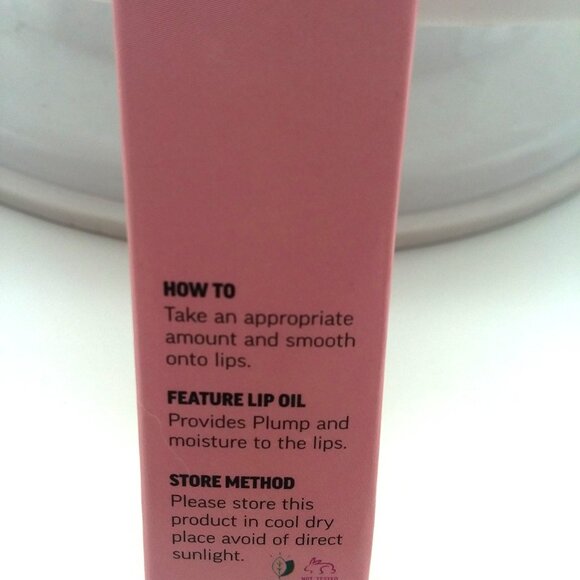 HOW TO
Take an appropriate
amount and smooth
onto lips.
FEATURE LIP OIL
Provides Plump and
moisture to the lips.
STORE METHOD
Please store this
product in cool dry
place avoid of direct
sunlight.